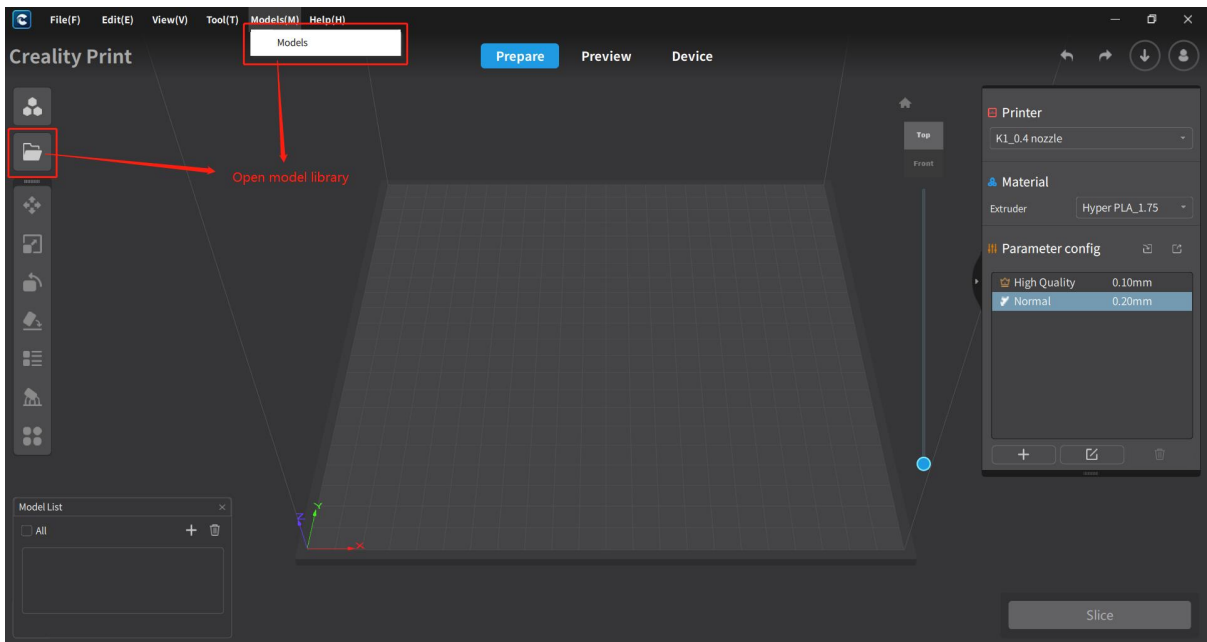 File(F) Edit(E) View(V) Tool(T) Models(M) Help(H)
Models
Creality Print
Prepare Preview Device
Open model library
Top
Front
Printer
K1_0.4 nozzle
Material
Extruder Hyper PLA_1.75
Parameter config
High Quality 0.10mm
Normal 0.20mm
Model List
All
Z Y X
Slice